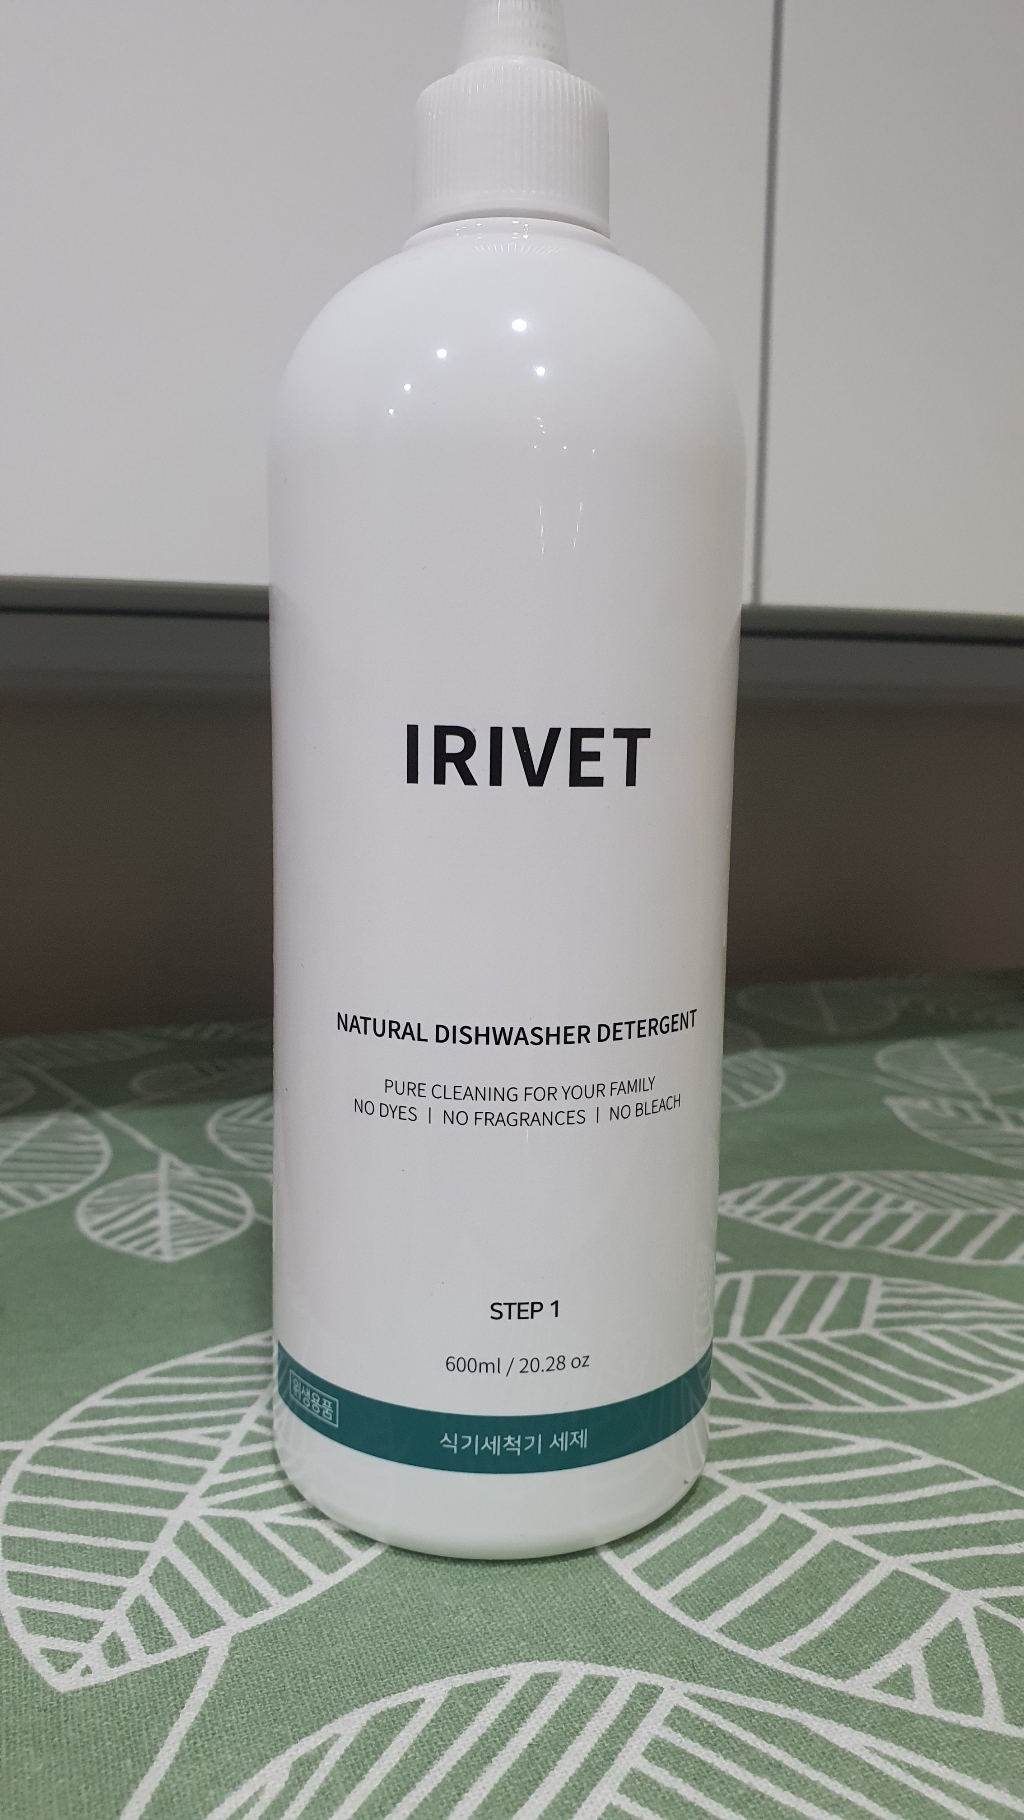 IRIVET
NATURAL DISHWASHER DETERGENT
PURE CLEANING FOR YOUR FAMILY
NO DYES | NO FRAGRANCES | NO BLEACH
STEP 1
600ml / 20.28 oz
위생용품
식기세척기 세제